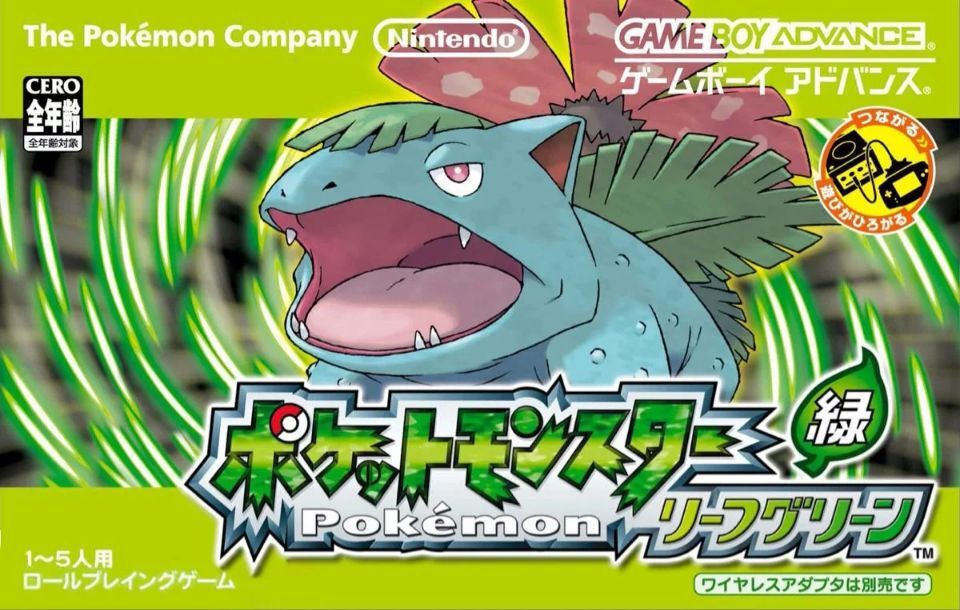 The Pokémon Company
Nintendo®
GAME BOY ADVANCE®
ゲームボーイ アドバンス®
CERO
全年齢
全年齢対象
つながる
遊びがひろがる
ポケットモンスター
緑
Pokémon
リーフグリーン
TM
1〜5人用
ロールプレイングゲーム
ワイヤレスアダプタは別売です